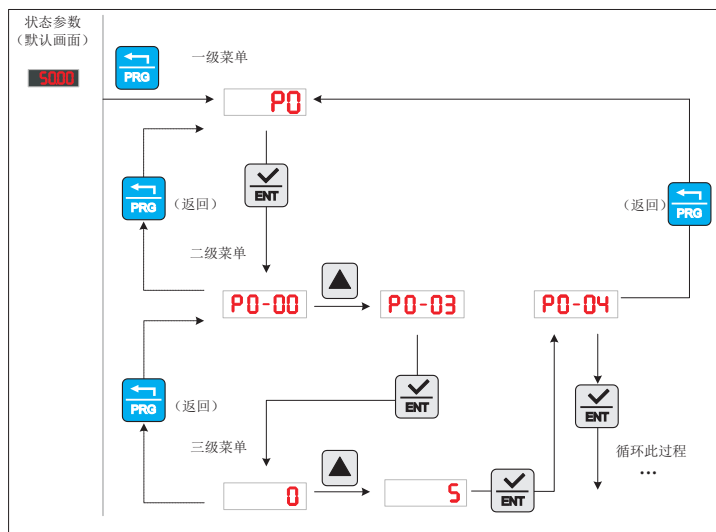 状态参数
（默认画面）
50.00
PRG
一级菜单
P0
ENT
PRG
（返回）
（返回）
PRG
二级菜单
P0-00
P0-03
P0-04
ENT
ENT
PRG
（返回）
三级菜单
循环此过程
...
0
5
ENT